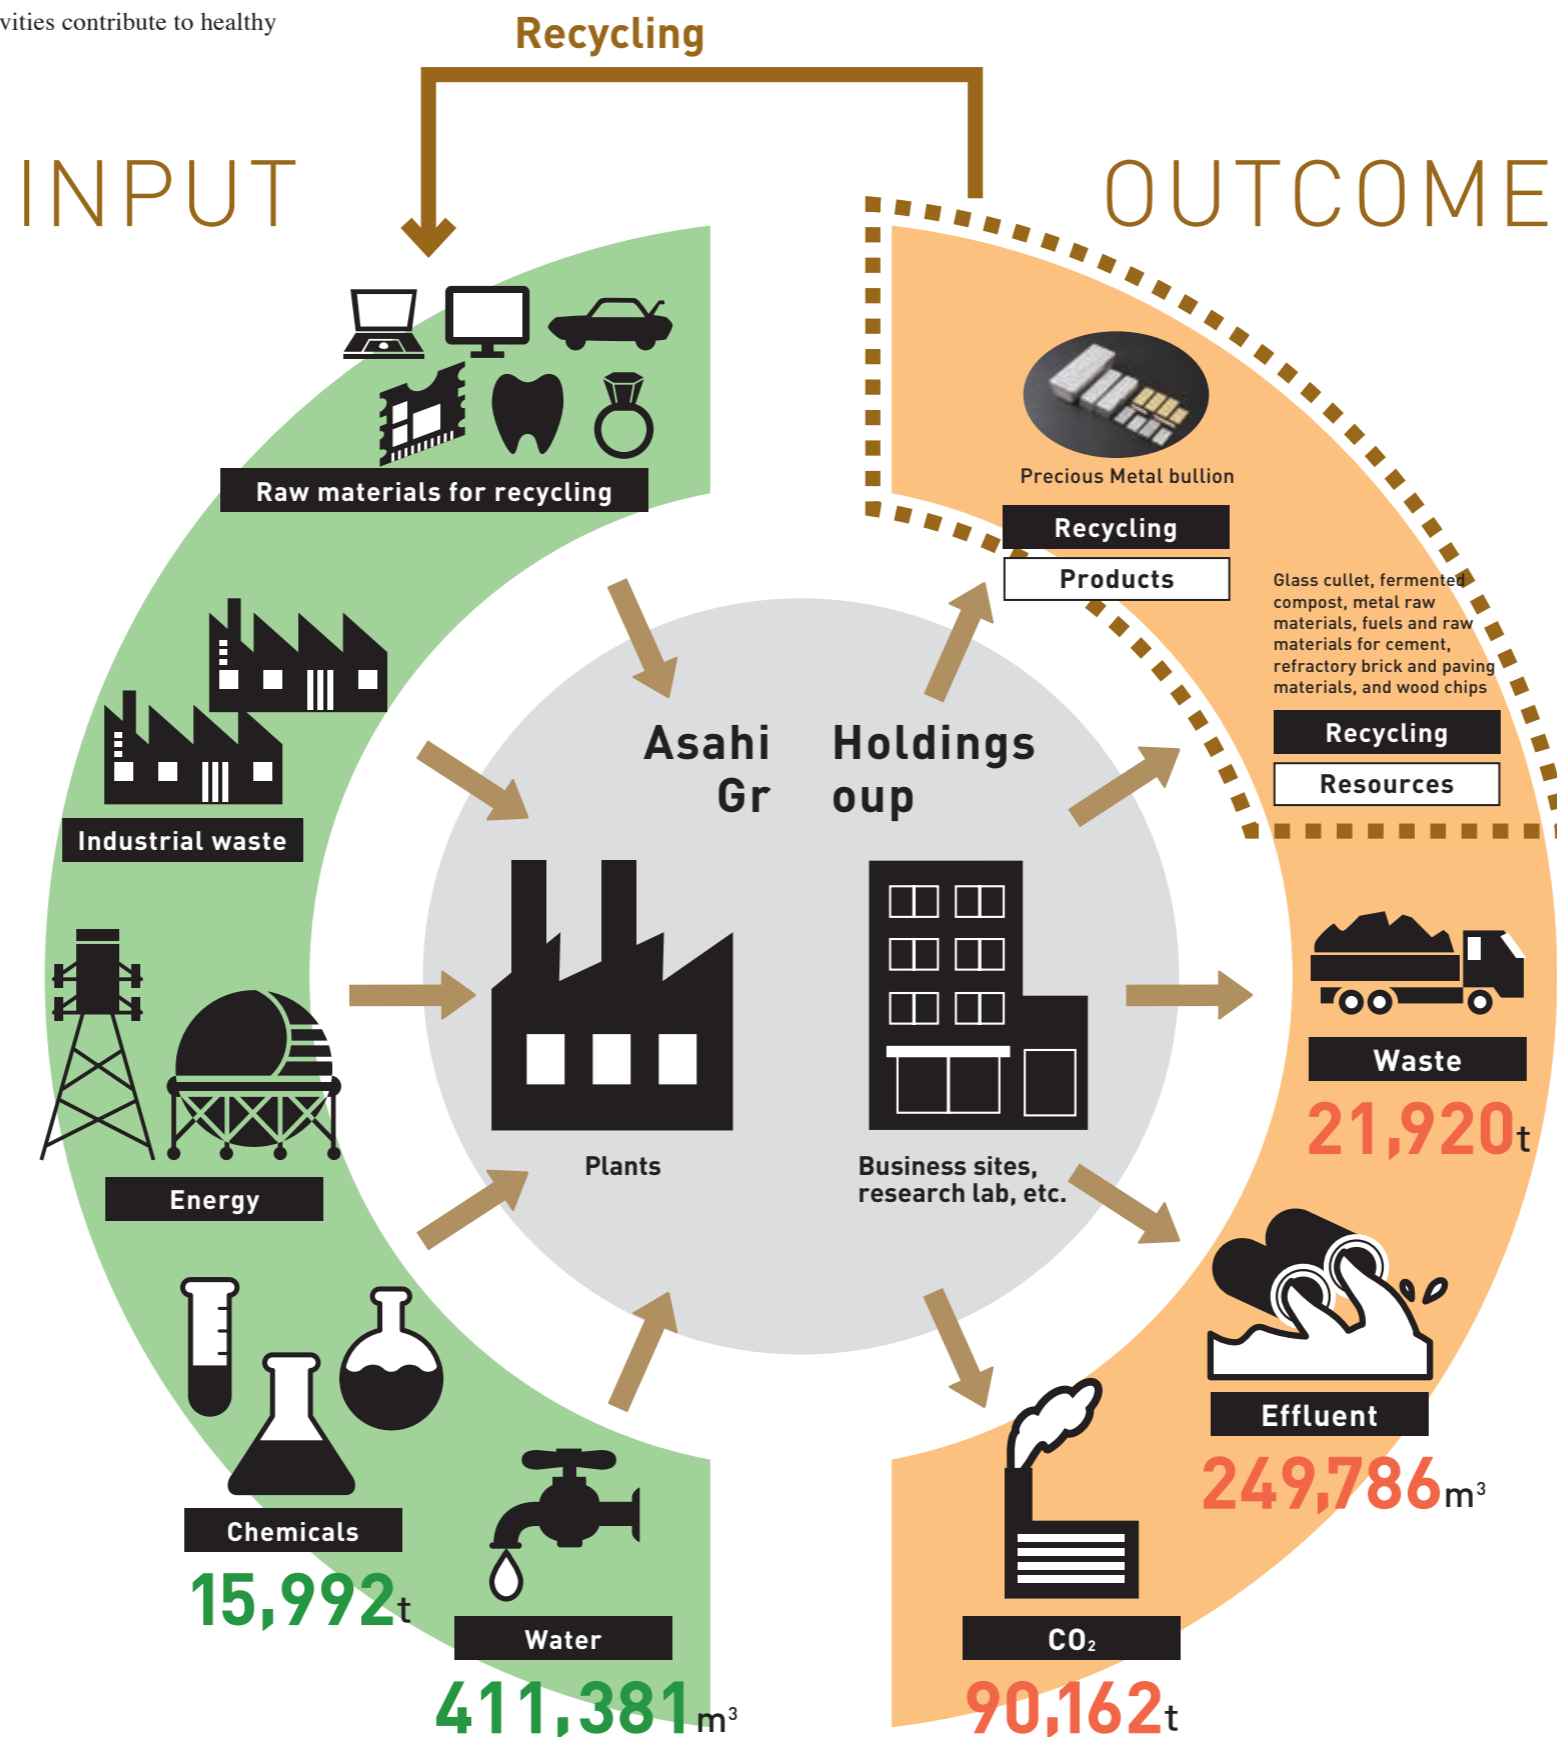 vities contribute to healthy
Recycling
INPUT
OUTCOME
Raw materials for recycling
Industrial waste
Energy
Chemicals
15,992t
Water
411,381m³
Asahi Holdings
Group
Plants
Business sites,
research lab, etc.
Precious Metal bullion
Recycling
Products
Glass cullet, fermented
compost, metal raw
materials, fuels and raw
materials for cement,
refractory brick and paving
materials, and wood chips
Recycling
Resources
Waste
21,920t
Effluent
249,786m³
CO₂
90,162t